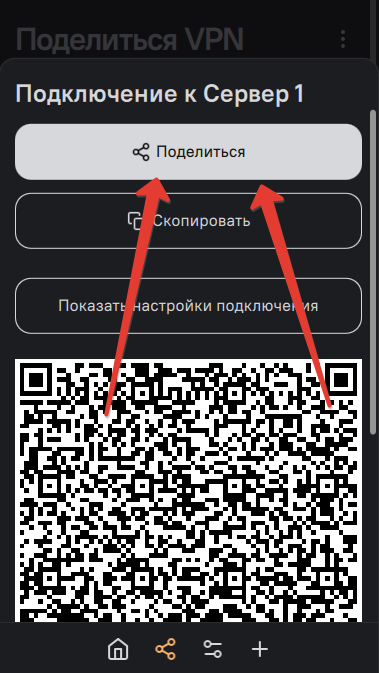 Поделиться VPN
Подключение к Сервер 1
Поделиться
Скопировать
Показать настройки подключения